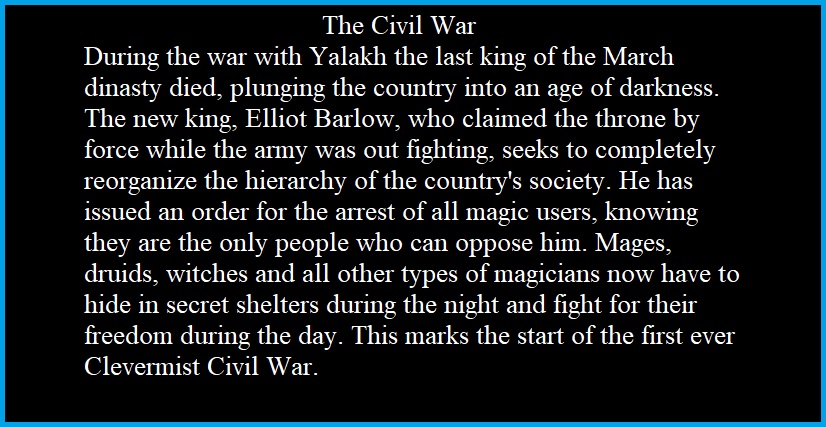 The Civil War
During the war with Yalakh the last king of the March
dinasty died, plunging the country into an age of darkness.
The new king, Elliot Barlow, who claimed the throne by
force while the army was out fighting, seeks to completely
reorganize the hierarchy of the country's society. He has
issued an order for the arrest of all magic users, knowing
they are the only people who can oppose him. Mages,
druids, witches and all other types of magicians now have to
hide in secret shelters during the night and fight for their
freedom during the day. This marks the start of the first ever
Clevermist Civil War.